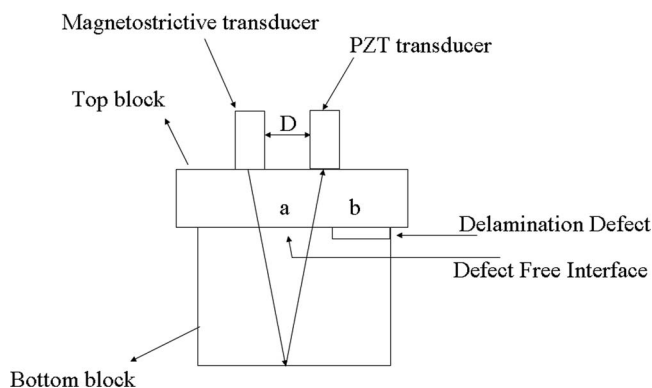 Magnetostrictive transducer
PZT transducer
Top block
D
a
b
Delamination Defect
Defect Free Interface
Bottom block